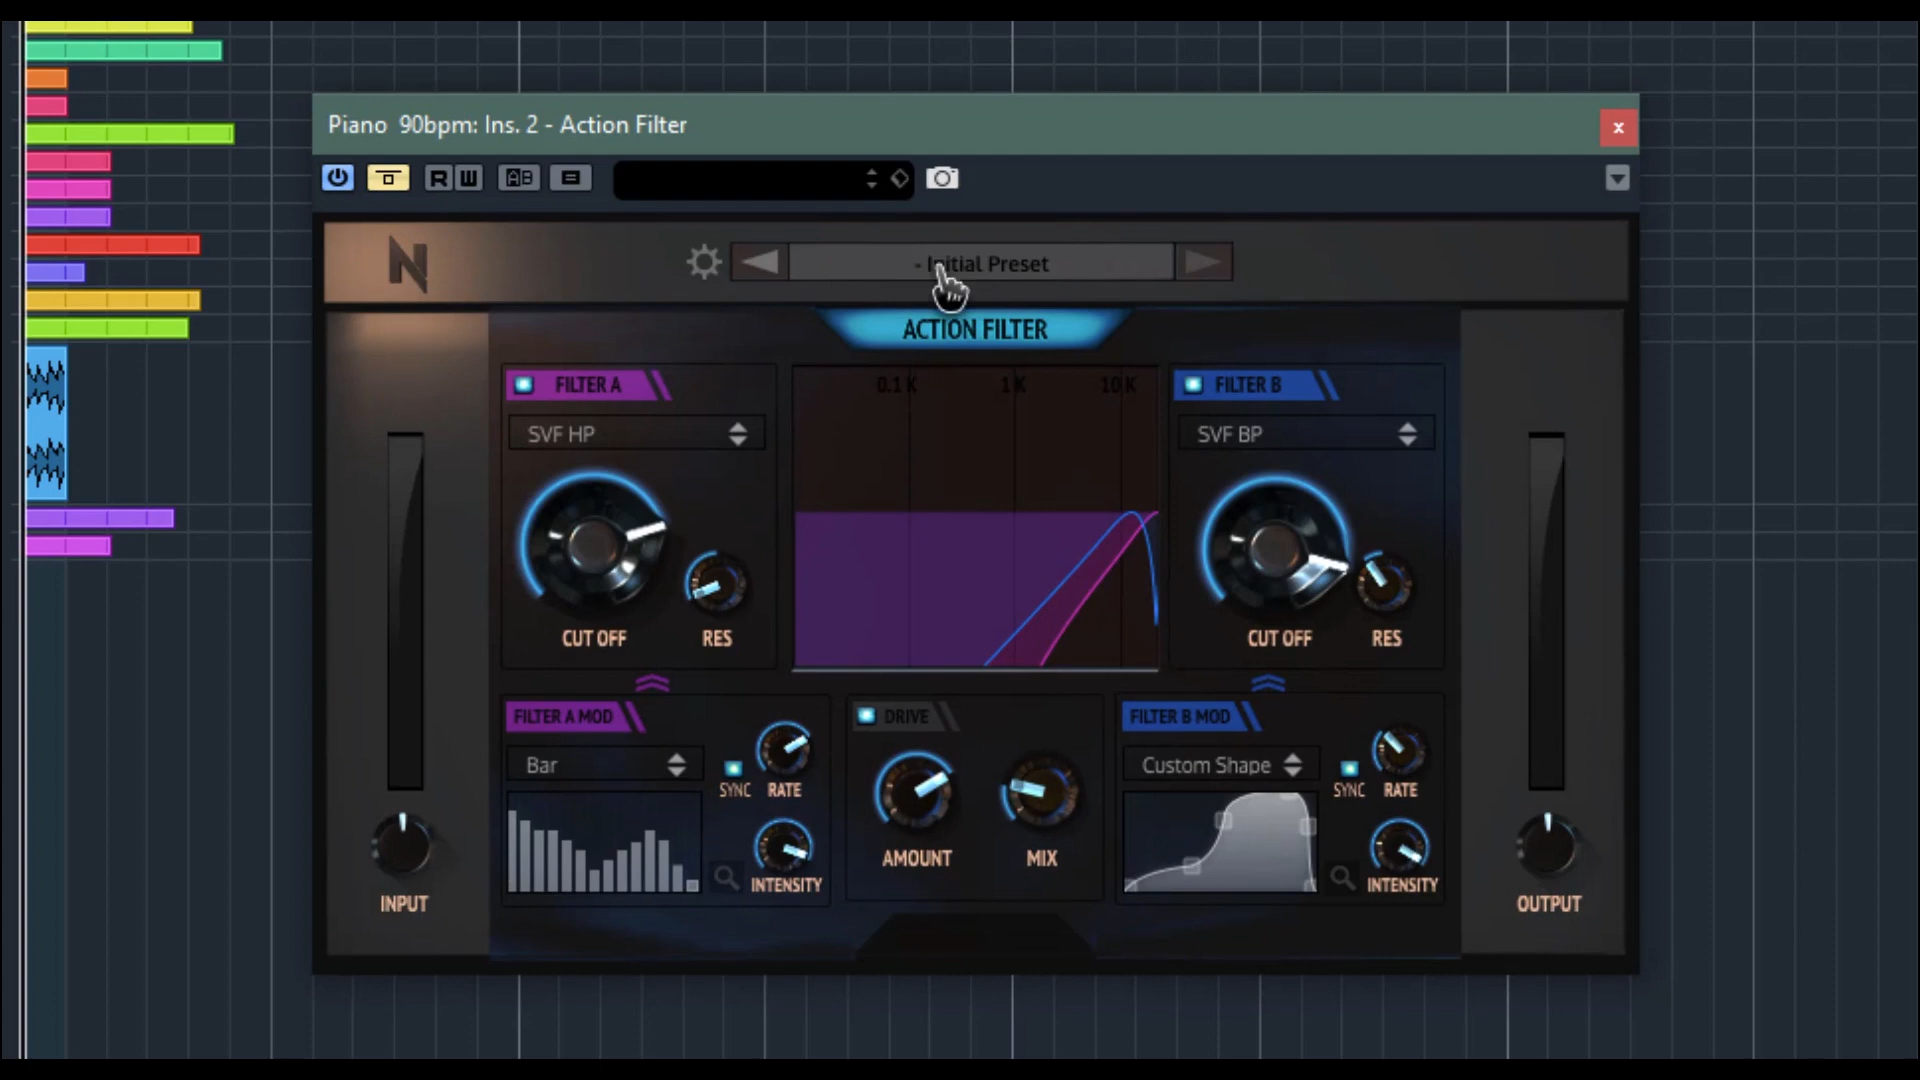 Piano 90bpm: Ins. 2 - Action Filter
x
R W AB
- Initial Preset
N
ACTION FILTER
FILTER A
0.1 K 1 K 10 K
FILTER B
SVF HP
SVF BP
CUT OFF RES
CUT OFF RES
FILTER A MOD
DRIVE
FILTER B MOD
Bar
Custom Shape
SYNC RATE
SYNC RATE
AMOUNT MIX
INTENSITY
INTENSITY
INPUT
OUTPUT